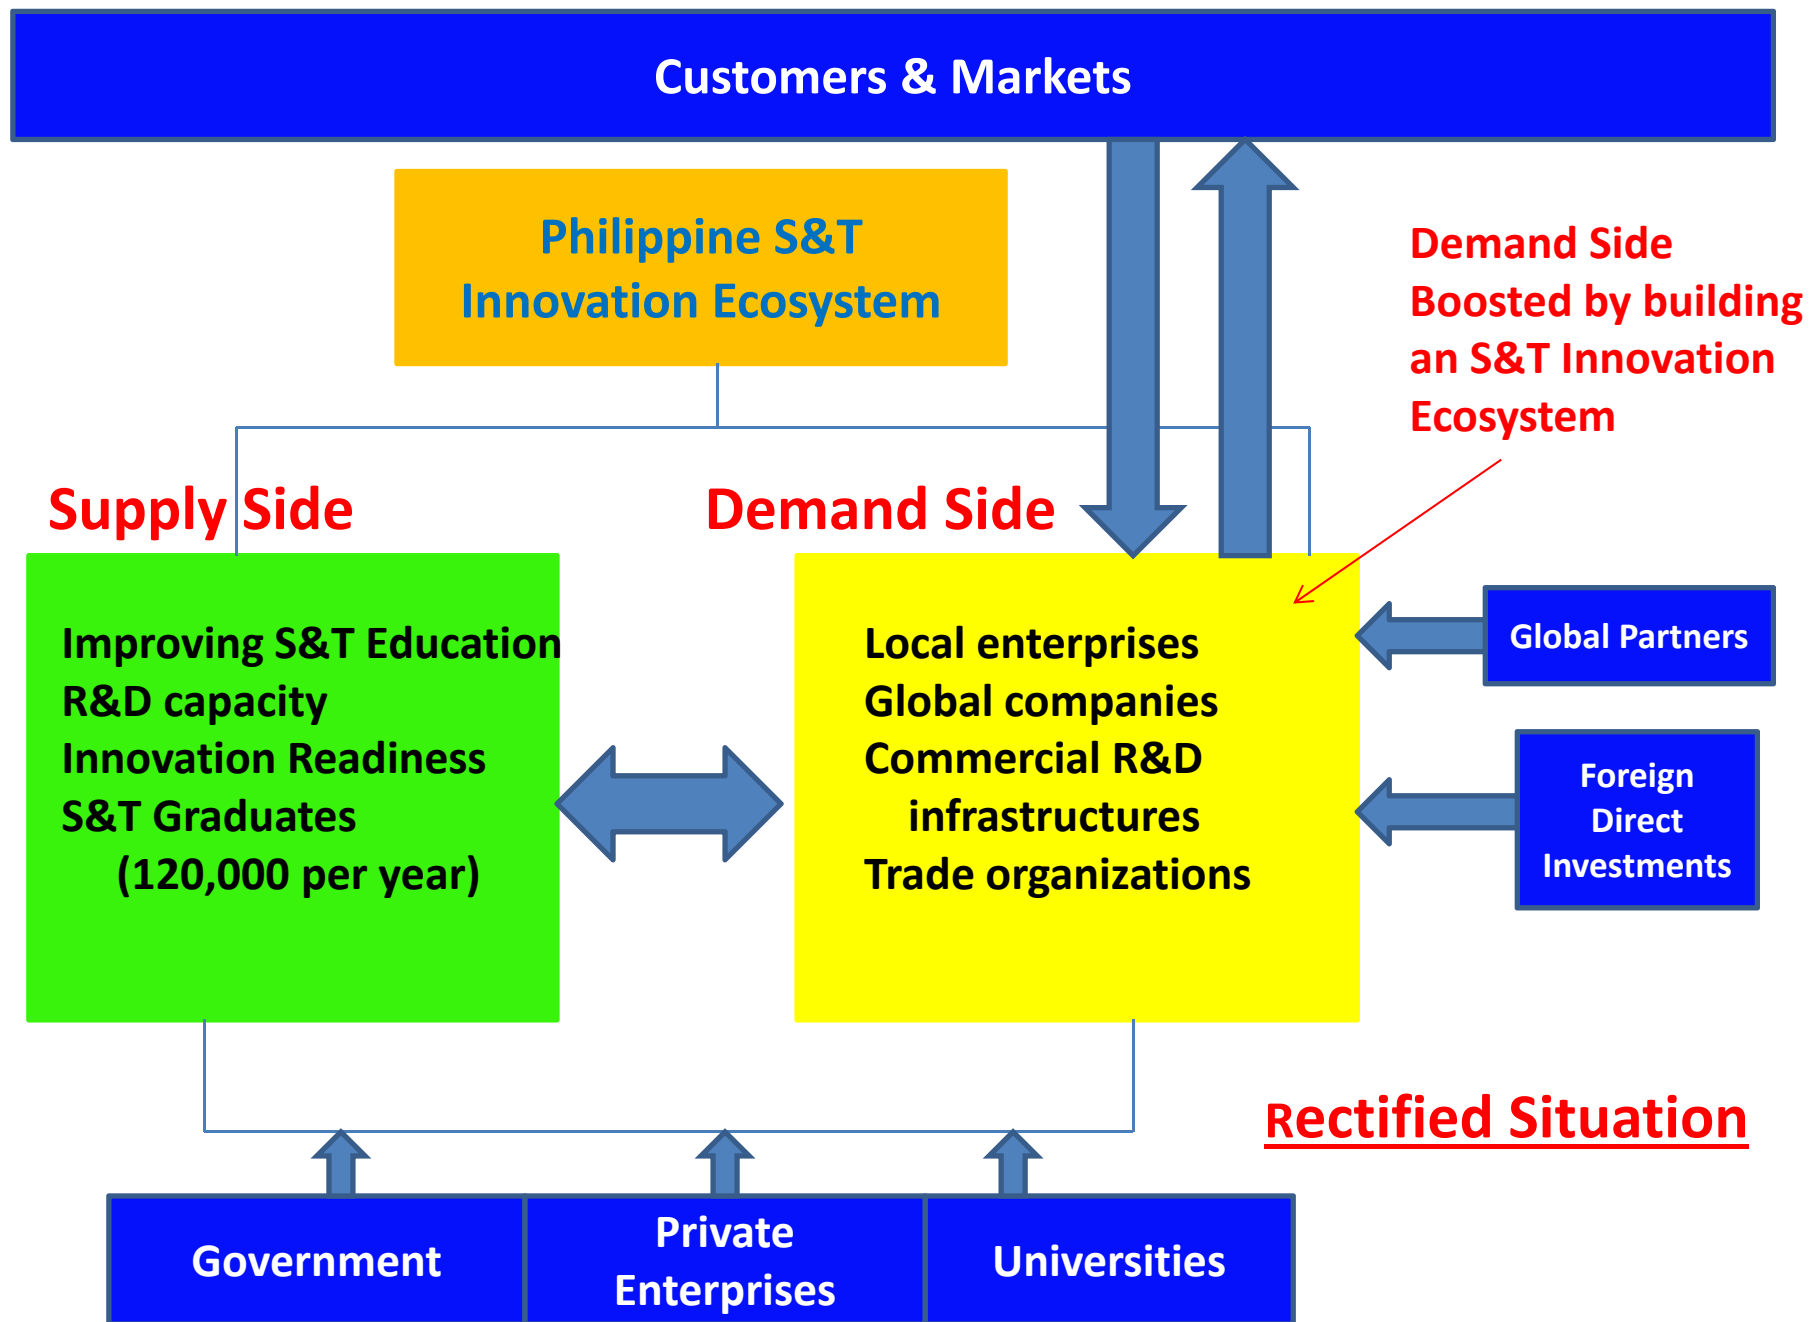 Customers & Markets
Philippine S&T
Innovation Ecosystem
Demand Side
Boosted by building
an S&T Innovation
Ecosystem
Supply Side
Demand Side
Improving S&T Education
R&D capacity
Innovation Readiness
S&T Graduates
(120,000 per year)
Local enterprises
Global companies
Commercial R&D
infrastructures
Trade organizations
Global Partners
Foreign
Direct
Investments
Rectified Situation
Government
Private
Enterprises
Universities